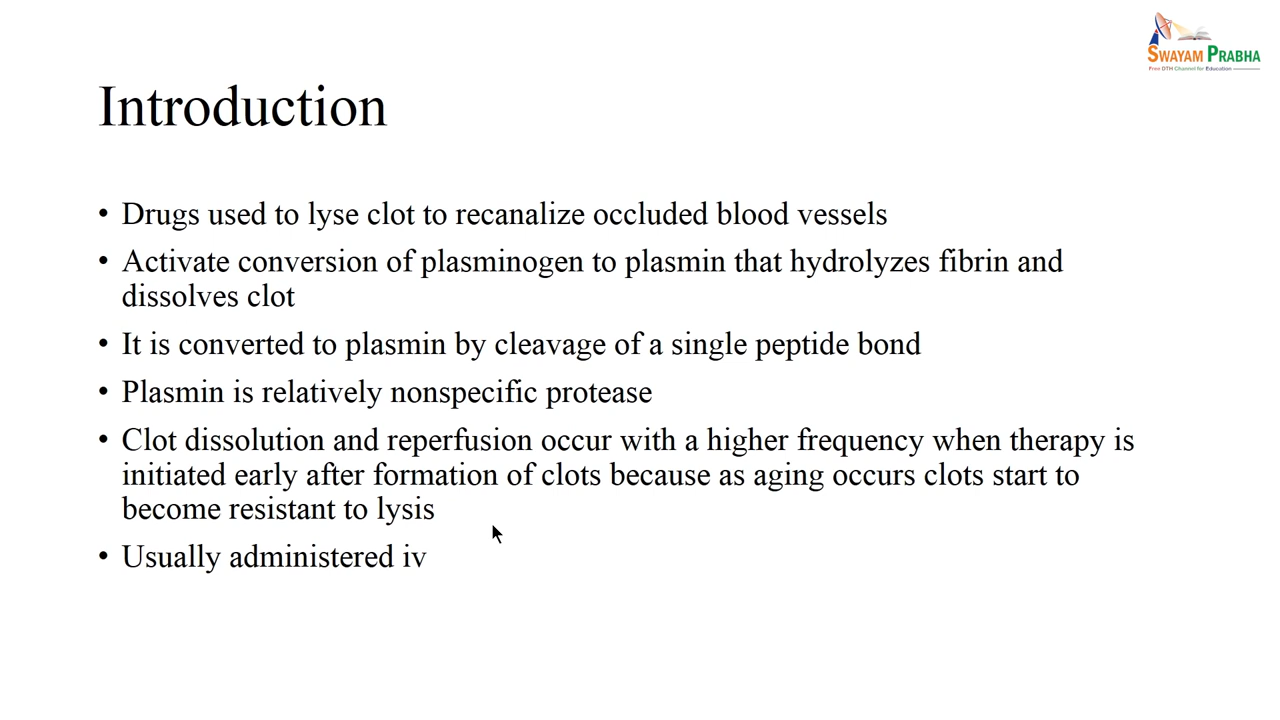 SWAYAM PRABHA
Free DTH Channel for Education
Introduction
• Drugs used to lyse clot to recanalize occluded blood vessels
• Activate conversion of plasminogen to plasmin that hydrolyzes fibrin and
dissolves clot
• It is converted to plasmin by cleavage of a single peptide bond
• Plasmin is relatively nonspecific protease
• Clot dissolution and reperfusion occur with a higher frequency when therapy is
initiated early after formation of clots because as aging occurs clots start to
become resistant to lysis
• Usually administered iv